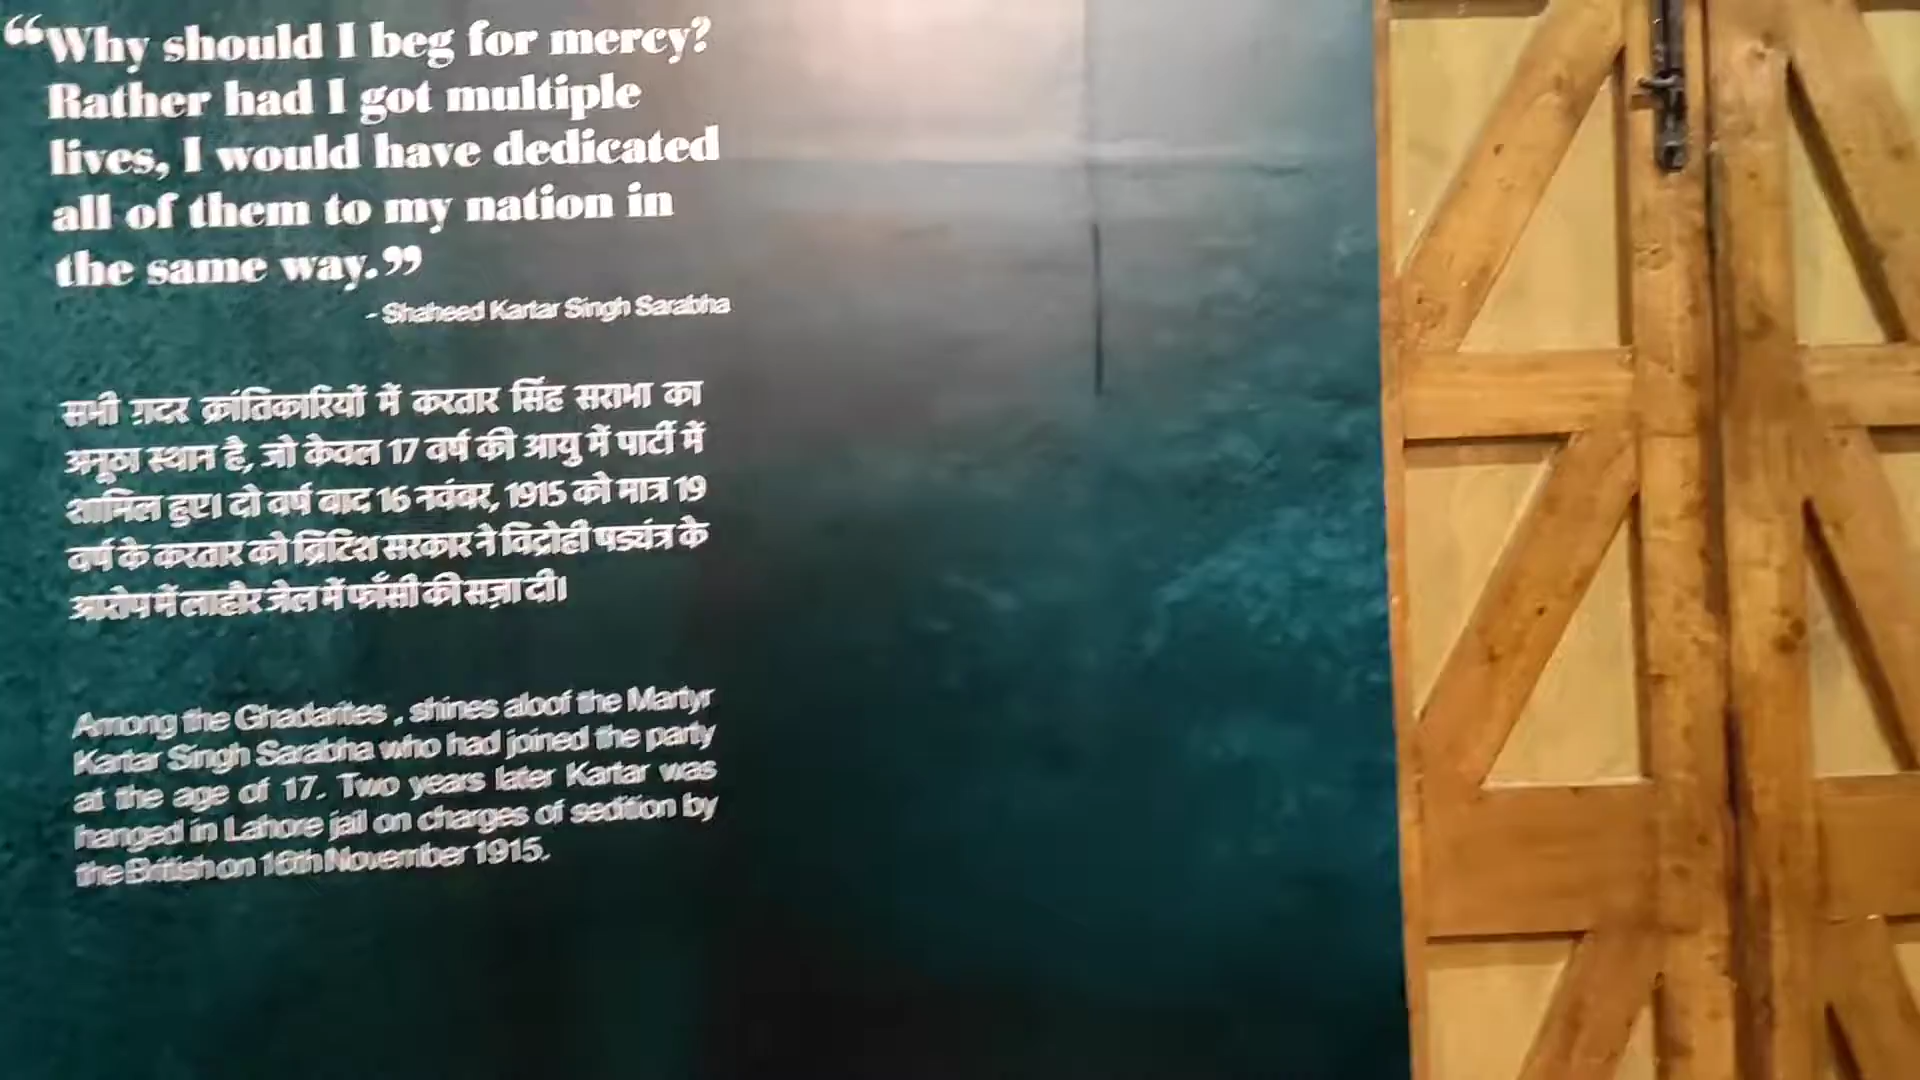 “Why should I beg for mercy?
Rather had I got multiple
lives, I would have dedicated
all of them to my nation in
the same way.”
- Shaheed Kartar Singh Sarabha
सभी ग़दर क्रांतिकारियों में करतार सिंह सराभा का
अनूठा स्थान है, जो केवल 17 वर्ष की आयु में पार्टी में
शामिल हुए। दो वर्ष बाद 16 नवंबर, 1915 को मात्र 19
वर्ष के करतार को ब्रिटिश सरकार ने विद्रोही षड्यंत्र के
आरोप में लाहौर जेल में फाँसी की सज़ा दी।
Among the Ghadarites , shines aloof the Martyr
Kartar Singh Sarabha who had joined the party
at the age of 17. Two years later Kartar was
hanged in Lahore jail on charges of sedition by
the British on 16th November 1915.